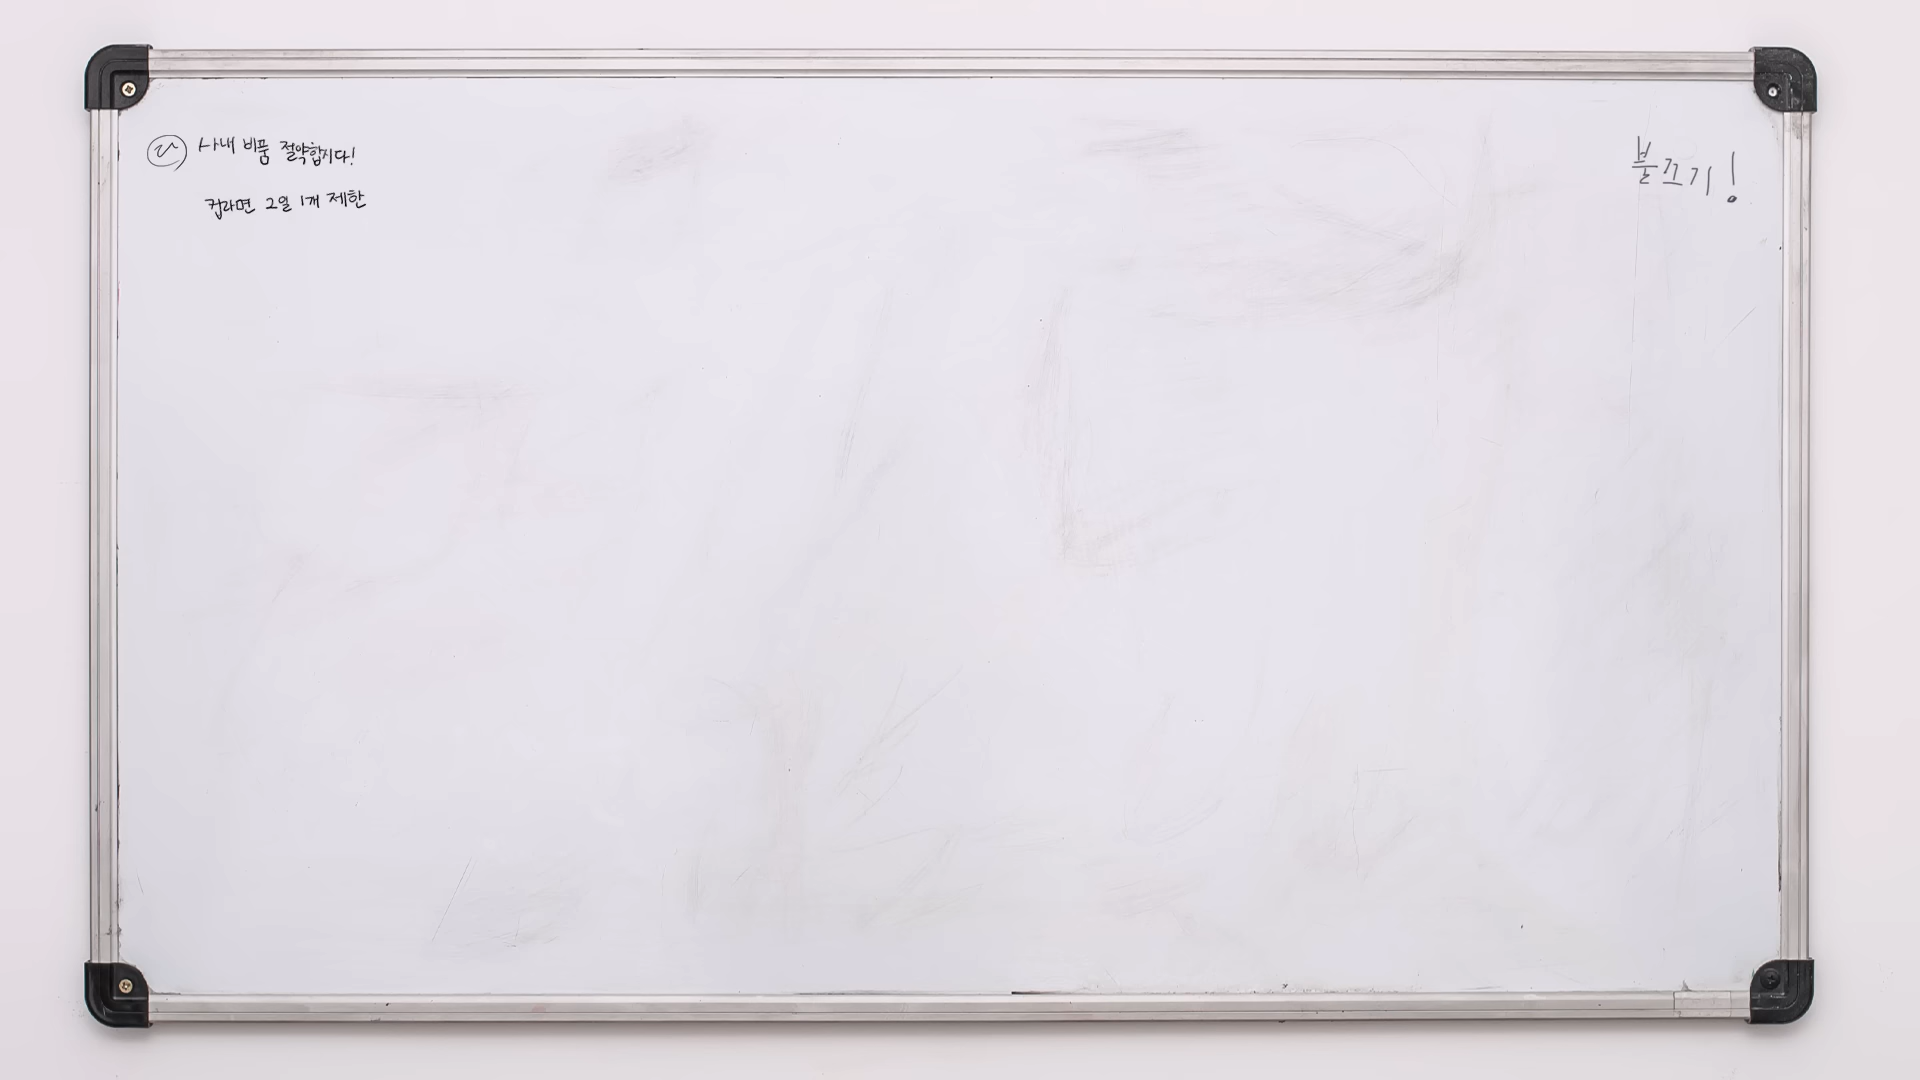 사내 비품 절약합시다!
컵라면 2일 1개 제한
불끄기!